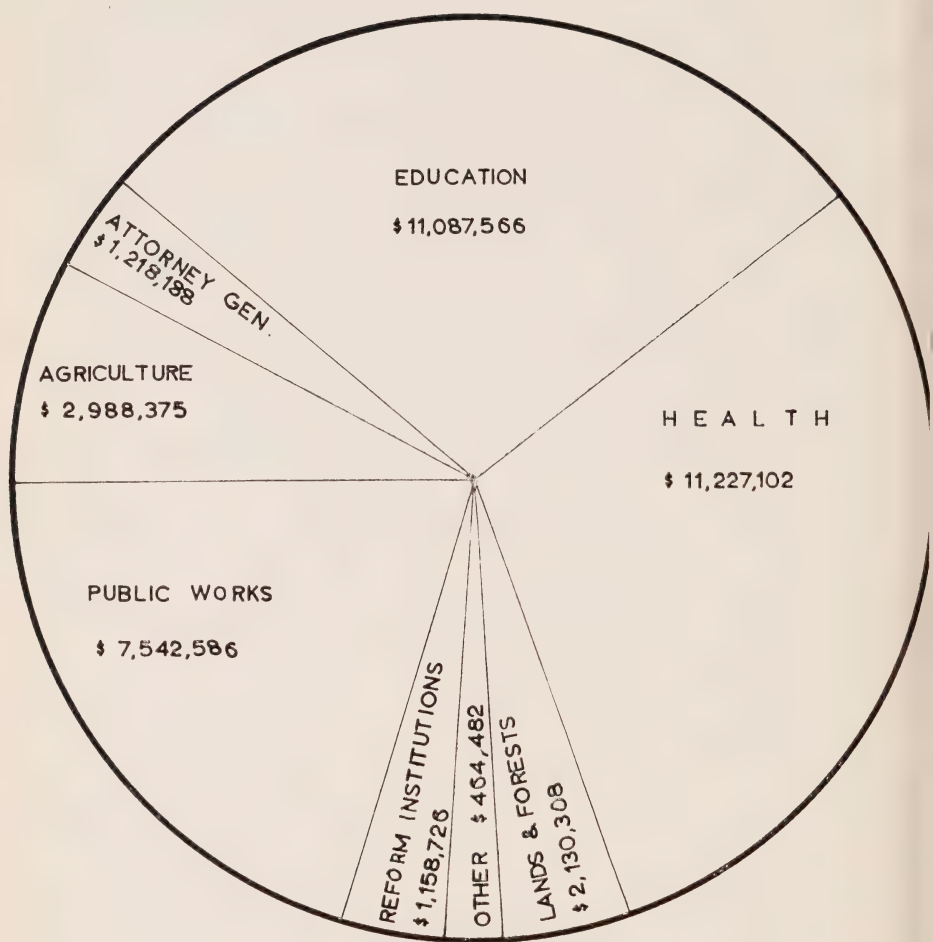 EDUCATION
$ 11,087,566
ATTORNEY GEN.
$ 1,218,188
AGRICULTURE
$ 2,988,375
HEALTH
$ 11,227,102
PUBLIC WORKS
$ 7,542,586
REFORM INSTITUTIONS
$ 1,158,726
OTHER $ 464,482
LANDS & FORESTS
$ 2,130,308